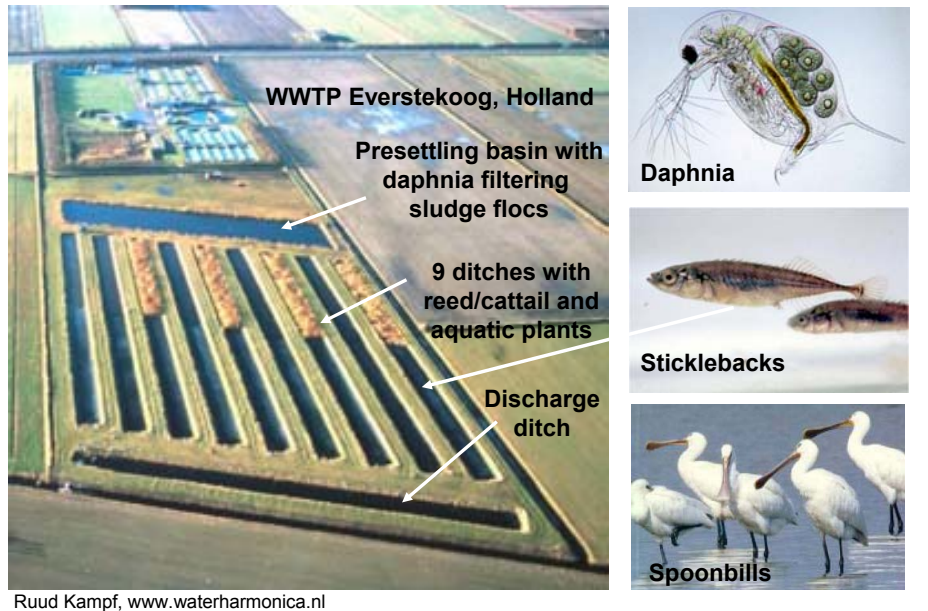 WWTP Everstekoog, Holland
Presettling basin with
daphnia filtering
sludge flocs
9 ditches with
reed/cattail and
aquatic plants
Discharge
ditch
Daphnia
Sticklebacks
Spoonbills
Ruud Kampf, www.waterharmonica.nl